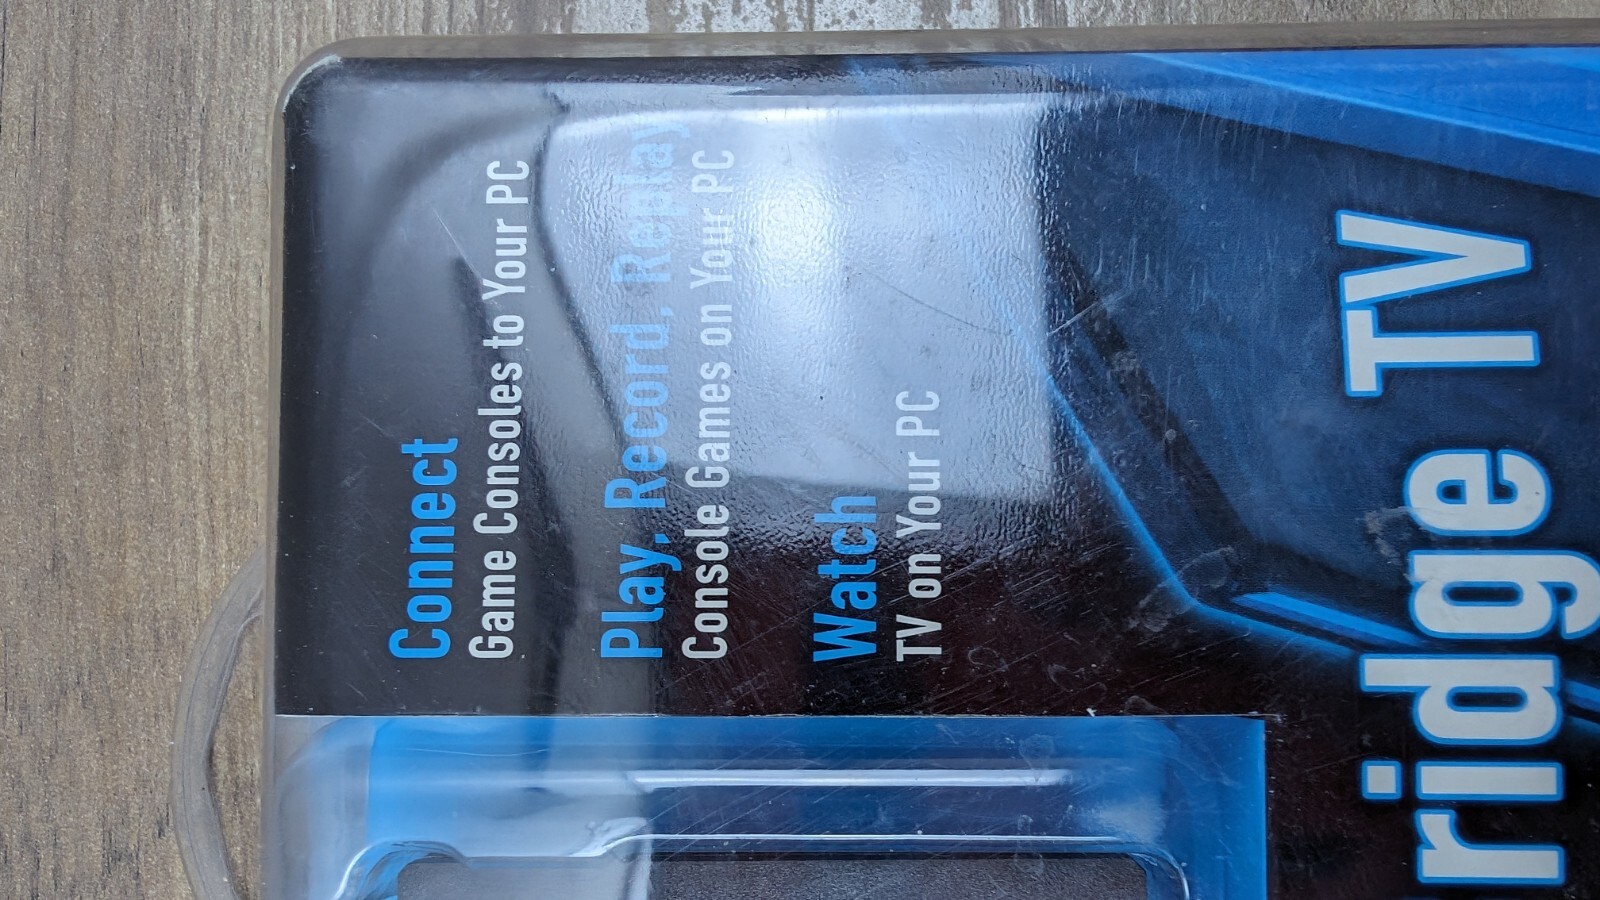 Connect
Game Consoles to Your PC
Play, Record, Replay
Console Games on Your PC
Watch
TV on Your PC
ridge TV